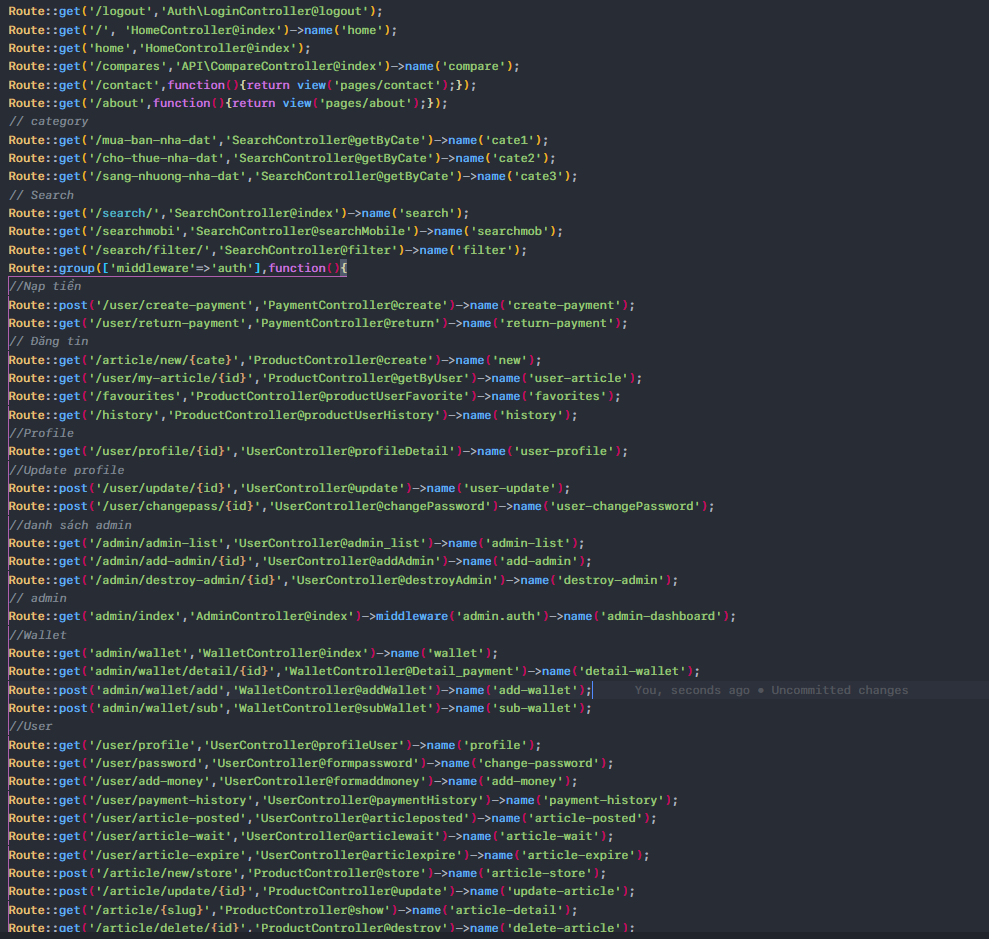 Route::get('/logout','Auth\LoginController@logout');
Route::get('/', 'HomeController@index')->name('home');
Route::get('home','HomeController@index');
Route::get('/compares','API\CompareController@index')->name('compare');
Route::get('/contact',function(){return view('pages/contact');});
Route::get('/about',function(){return view('pages/about');});
// category
Route::get('/mua-ban-nha-dat','SearchController@getByCate')->name('cate1');
Route::get('/cho-thue-nha-dat','SearchController@getByCate')->name('cate2');
Route::get('/sang-nhuong-nha-dat','SearchController@getByCate')->name('cate3');
// Search
Route::get('/search/','SearchController@index')->name('search');
Route::get('/searchmobi','SearchController@searchMobile')->name('searchmob');
Route::get('/search/filter/','SearchController@filter')->name('filter');
Route::group(['middleware'=>'auth'],function(){
//Nạp tiền
Route::post('/user/create-payment','PaymentController@create')->name('create-payment');
Route::get('/user/return-payment','PaymentController@return')->name('return-payment');
// Đăng tin
Route::get('/article/new/{cate}','ProductController@create')->name('new');
Route::get('/user/my-article/{id}','ProductController@getByUser')->name('user-article');
Route::get('/favourites','ProductController@productUserFavorite')->name('favorites');
Route::get('/history','ProductController@productUserHistory')->name('history');
//Profile
Route::get('/user/profile/{id}','UserController@profileDetail')->name('user-profile');
//Update profile
Route::post('/user/update/{id}','UserController@update')->name('user-update');
Route::post('/user/changepass/{id}','UserController@changePassword')->name('user-changePassword');
//danh sách admin
Route::get('/admin/admin-list','UserController@admin_list')->name('admin-list');
Route::get('/admin/add-admin/{id}','UserController@addAdmin')->name('add-admin');
Route::get('/admin/destroy-admin/{id}','UserController@destroyAdmin')->name('destroy-admin');
// admin
Route::get('admin/index','AdminController@index')->middleware('admin.auth')->name('admin-dashboard');
//Wallet
Route::get('admin/wallet','WalletController@index')->name('wallet');
Route::get('admin/wallet/detail/{id}','WalletController@Detail_payment')->name('detail-wallet');
Route::post('admin/wallet/add','WalletController@addWallet')->name('add-wallet'); You, seconds ago • Uncommitted changes
Route::post('admin/wallet/sub','WalletController@subWallet')->name('sub-wallet');
//User
Route::get('/user/profile','UserController@profileUser')->name('profile');
Route::get('/user/password','UserController@formpassword')->name('change-password');
Route::get('/user/add-money','UserController@formadmoney')->name('add-money');
Route::get('/user/payment-history','UserController@paymentHistory')->name('payment-history');
Route::get('/user/article-posted','UserController@articleposted')->name('article-posted');
Route::get('/user/article-wait','UserController@articlewait')->name('article-wait');
Route::get('/user/article-expire','UserController@articlexpire')->name('article-expire');
Route::post('/article/new/store','ProductController@store')->name('article-store');
Route::post('/article/update/{id}','ProductController@update')->name('update-article');
Route::get('/article/{slug}','ProductController@show')->name('article-detail');
Route::get('/article/delete/{id}','ProductController@destroy')->name('delete-article');